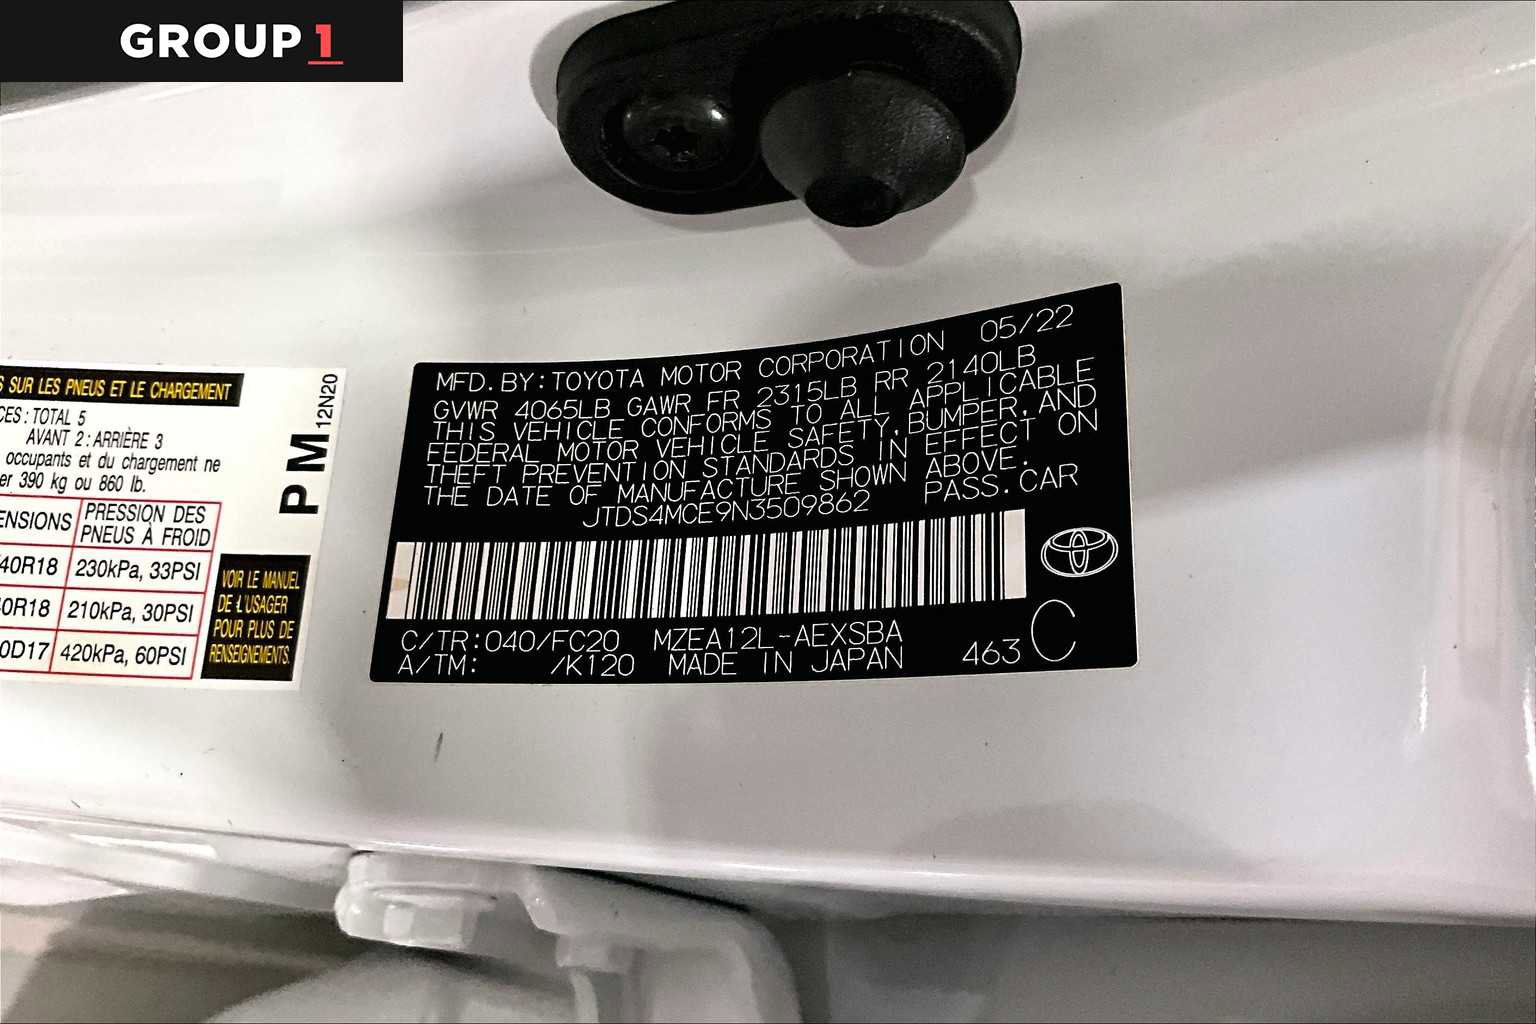 GROUP 1
S SUR LES PNEUS ET LE CHARGEMENT
CES: TOTAL 5
AVANT 2: ARRIÈRE 3
occupants et du chargement ne
er 390 kg ou 860 lb.
ENSIONS PRESSION DES PNEUS À FROID
40R18 230kPa, 33PSI
0R18 210kPa, 30PSI
0D17 420kPa, 60PSI
PM 12N20
VOIR LE MANUEL
DE L'USAGER
POUR PLUS DE
RENSEIGNEMENTS.
MFD. BY: TOYOTA MOTOR CORPORATION 05/22
GVWR 4065LB GAWR FR 2315LB RR 2140LB
THIS VEHICLE CONFORMS TO ALL APPLICABLE
FEDERAL MOTOR VEHICLE SAFETY, BUMPER, AND
THEFT PREVENTION STANDARDS IN EFFECT ON
THE DATE OF MANUFACTURE SHOWN ABOVE.
JTDS4MCE9N3509862 PASS. CAR
C/TR: 040/FC20 MZEA12L-AEXSBA
A/TM: /K120 MADE IN JAPAN 463 C